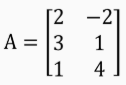 A = [2 -2
3 1
1 4]